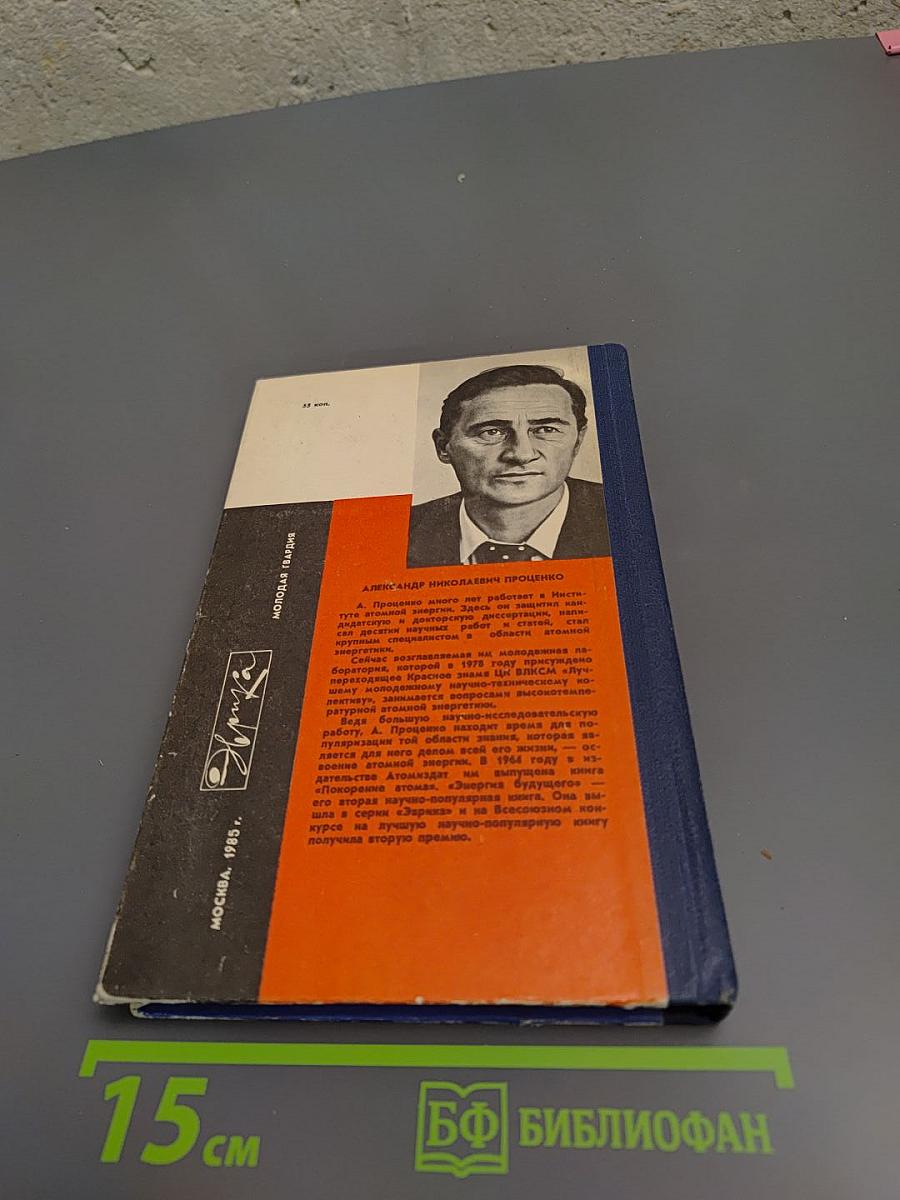 55 коп.
МОЛОДАЯ ГВАРДИЯ
Эврика
МОСКВА. 1985 г.
АЛЕКСАНДР НИКОЛАЕВИЧ ПРОЦЕНКО
А. Проценко много лет работает в Инсти-
туте атомной энергии. Здесь он защитил кан-
дидатскую и докторскую диссертации, напи-
сал десятки научных работ и статей, стал
крупным специалистом в области атомной
энергетики.
Сейчас возглавляемая им молодежная ла-
боратория, которой в 1978 году присуждено
переходящее Красное знамя ЦК ВЛКСМ «Луч-
шему молодежному научно-техническому ко-
лективу», занимается вопросами высокотемпе-
ратурной атомной энергетики.
Ведя большую научно-исследовательскую
работу, А. Проценко находит время для по-
пуляризации той области знания, которая яв-
ляется для него делом всей его жизни, — ос-
воение атомной энергии. В 1964 году в из-
дательстве Атомиздат им выпущена книга
«Покорение атома». «Энергия будущего» —
его вторая научно-популярная книга. Она вы-
шла в серии «Эврика» и на Всесоюзном кон-
курсе на лучшую научно-популярную книгу
получила вторую премию.
15 см
БФ БИБЛИОФАН